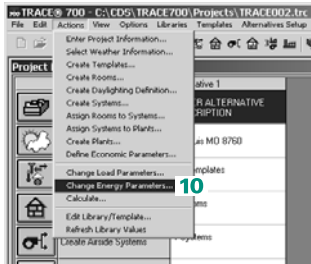 TRACE® 700 - C:\CDS\TRACE700\Projects\TRACE002.trc
File Edit Actions View Options Libraries Templates Alternatives Setup
Enter Project Information...
Select Weather Information...
Create Templates...
Create Rooms...
Create Daylighting Definition...
Create Systems...
Assign Rooms to Systems...
Assign Systems to Plants...
Create Plants...
Define Economic Parameters...
Change Load Parameters...
Change Energy Parameters... 10
Calculate...
Edit Library/Template...
Refresh Library Values
Project
ative 1
R ALTERNATIVE
RIPTION
uis MO 8760
mplates
ms
Create Airside Systems
ystems